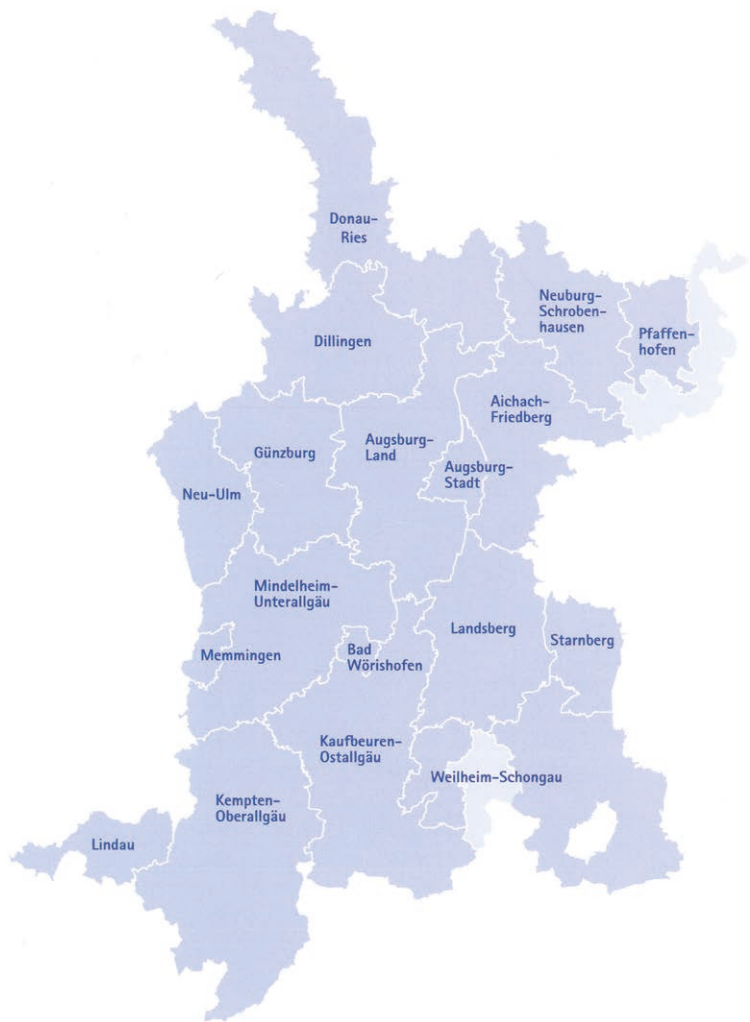 Donau-
Ries
Neuburg-
Schroben-
hausen
Pfaffen-
hofen
Dillingen
Aichach-
Friedberg
Augsburg-
Land
Günzburg
Augsburg-
Stadt
Neu-Ulm
Mindelheim-
Unterallgäu
Landsberg
Starnberg
Memmingen
Bad
Wörishofen
Kaufbeuren-
Ostallgäu
Weilheim-Schongau
Kempten-
Oberallgäu
Lindau